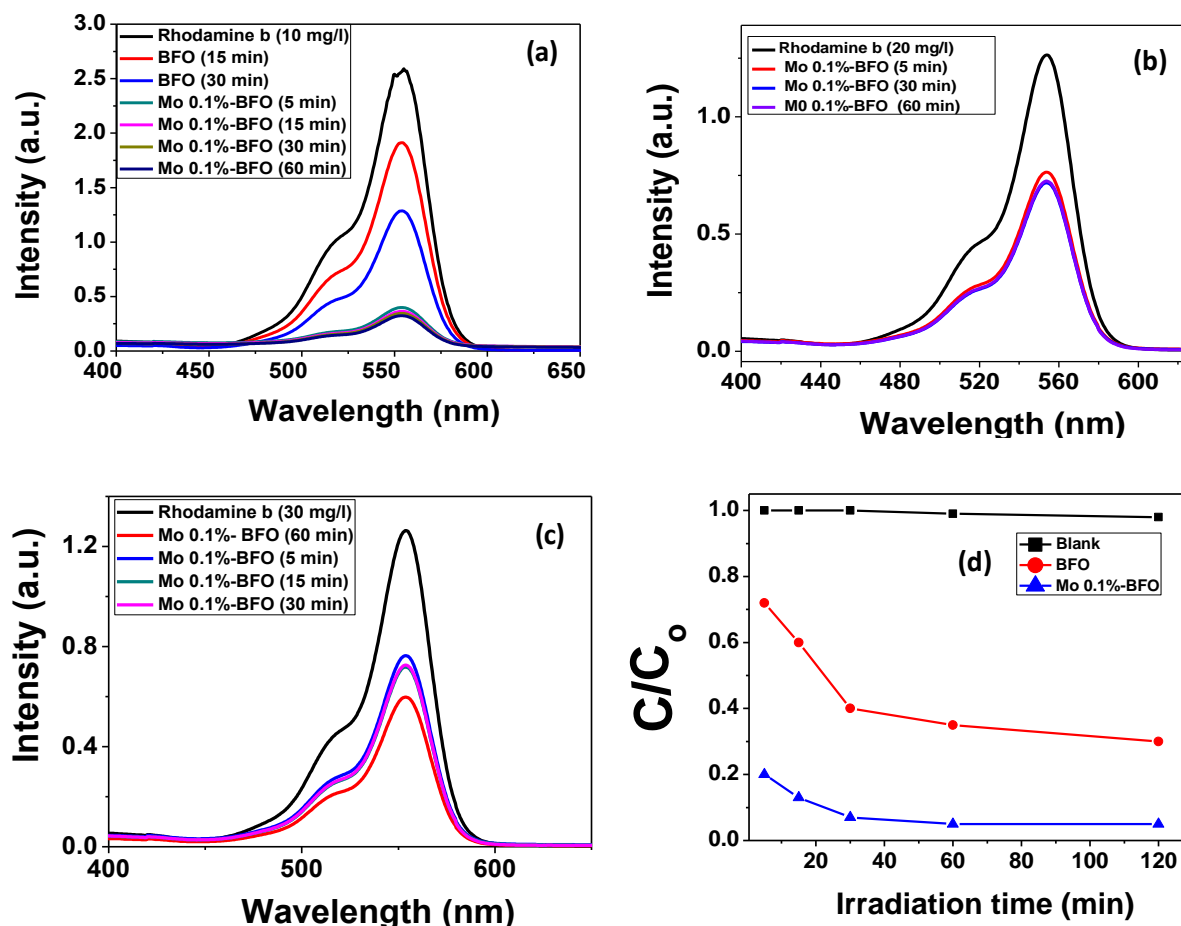 (a)
Rhodamine b (10 mg/l)
BFO (15 min)
BFO (30 min)
Mo 0.1%-BFO (5 min)
Mo 0.1%-BFO (15 min)
Mo 0.1%-BFO (30 min)
Mo 0.1%-BFO (60 min)
3.0
2.5
2.0
1.5
1.0
0.5
0.0
Intensity (a.u.)
400 450 500 550 600 650
Wavelength (nm)
(b)
Rhodamine b (20 mg/l)
Mo 0.1%-BFO (5 min)
Mo 0.1%-BFO (30 min)
M0 0.1%-BFO (60 min)
1.0
0.5
0.0
Intensity (a.u.)
400 440 480 520 560 600
Wavelength (nm)
(c)
Rhodamine b (30 mg/l)
Mo 0.1%- BFO (60 min)
Mo 0.1%-BFO (5 min)
Mo 0.1%-BFO (15 min)
Mo 0.1%-BFO (30 min)
1.2
0.8
0.4
0.0
Intensity (a.u.)
400 500 600
Wavelength (nm)
(d)
Blank
BFO
Mo 0.1%-BFO
1.0
0.8
0.6
0.4
0.2
0.0
C/Co
20 40 60 80 100 120
Irradiation time (min)